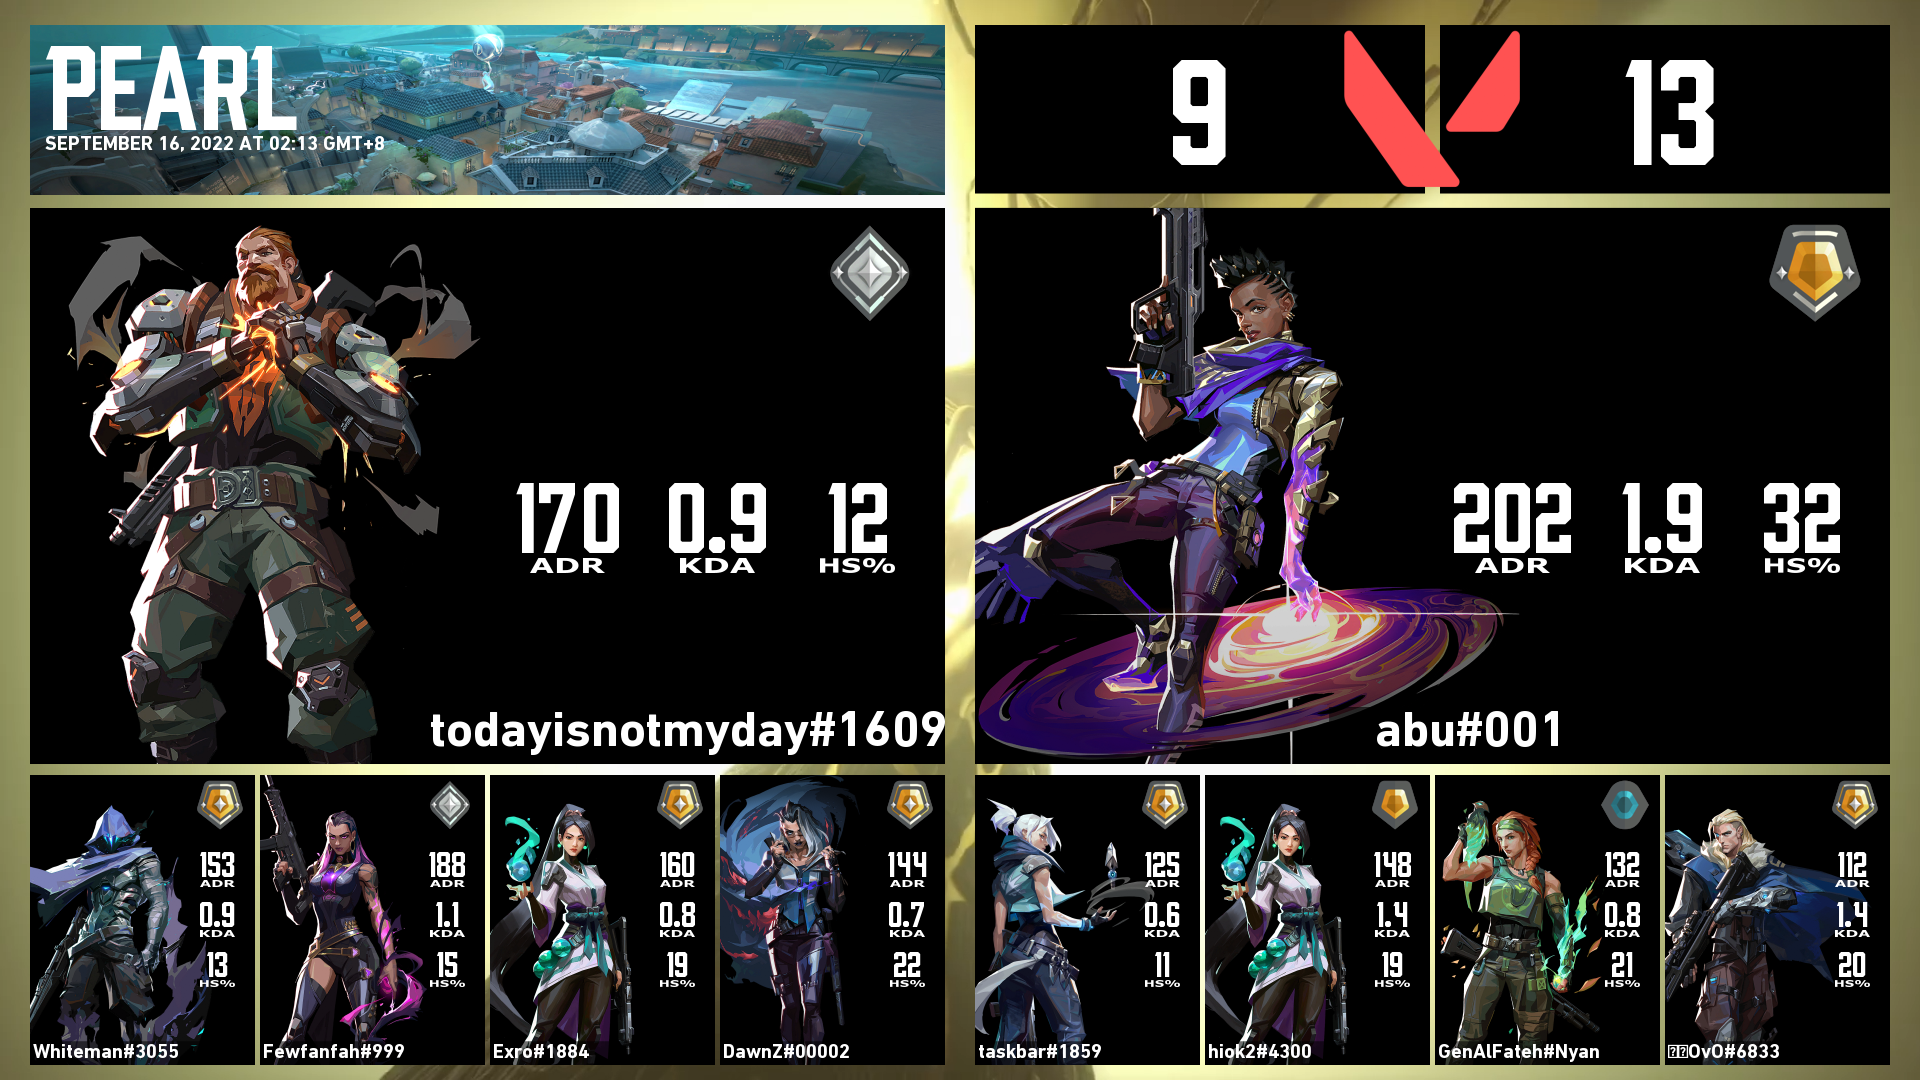 PEARL
SEPTEMBER 16, 2022 AT 02:13 GMT+8
9
13
170 0.9 12
ADR KDA HS%
todayisnotmyday#1609
202 1.9 32
ADR KDA HS%
abu#001
153
ADR
0.9
KDA
13
HS%
Whiteman#3055
188
ADR
1.1
KDA
15
HS%
Fewfanfah#999
160
ADR
0.8
KDA
19
HS%
Exro#1884
144
ADR
0.7
KDA
22
HS%
DawnZ#00002
125
ADR
0.6
KDA
11
HS%
taskbar#1859
148
ADR
1.4
KDA
19
HS%
hiok2#4300
132
ADR
0.8
KDA
21
HS%
GenAlFateh#Nyan
112
ADR
1.4
KDA
20
HS%
OvO#6833